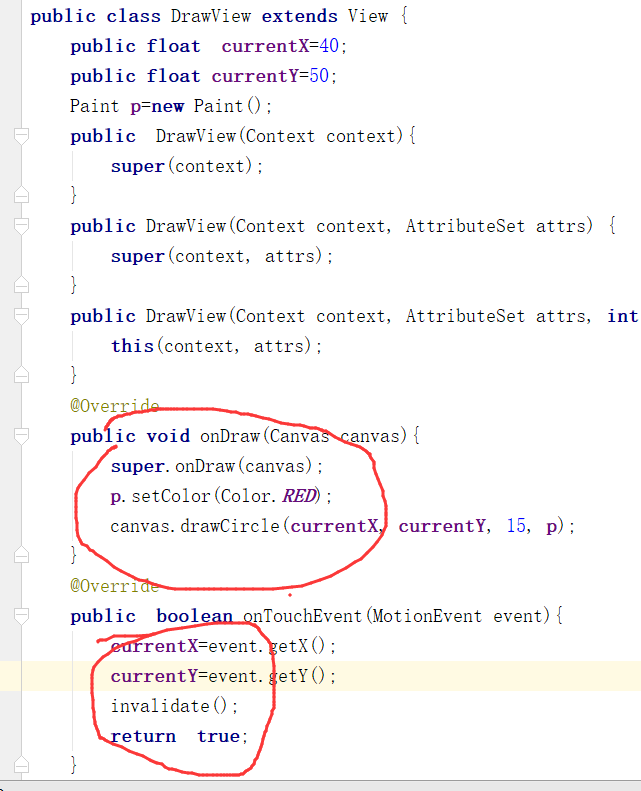 public class DrawView extends View {
public float  currentX=40;
public float currentY=50;
Paint p=new Paint();
public  DrawView(Context context){
super(context);
}
public DrawView(Context context, AttributeSet attrs) {
super(context, attrs);
}
public DrawView(Context context, AttributeSet attrs, int
this(context, attrs);
}
@Override
public void onDraw(Canvas canvas){
super.onDraw(canvas);
p.setColor(Color.RED);
canvas.drawCircle(currentX, currentY, 15, p);
}
@Override
public  boolean onTouchEvent(MotionEvent event){
currentX=event.getX();
currentY=event.getY();
invalidate();
return  true;
}